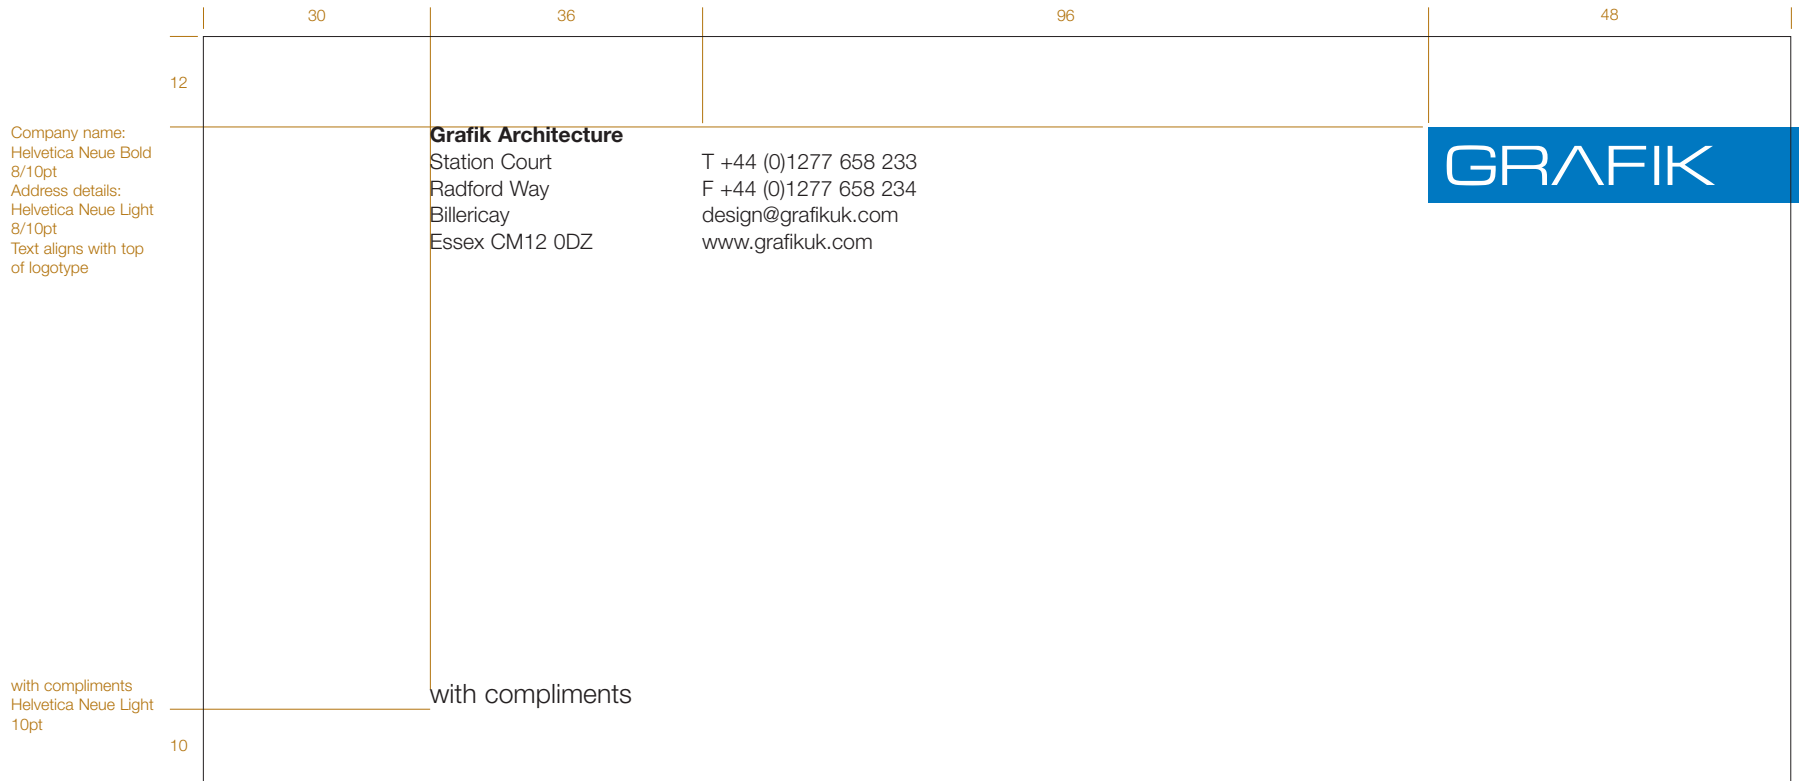 30
36
96
48
12
Company name:
Helvetica Neue Bold
8/10pt
Address details:
Helvetica Neue Light
8/10pt
Text aligns with top
of logotype
Grafik Architecture
Station Court
Radford Way
Billericay
Essex CM12 0DZ
T +44 (0)1277 658 233
F +44 (0)1277 658 234
design@grafikuk.com
www.grafikuk.com
GRAFIK
with compliments
Helvetica Neue Light
10pt
with compliments
10